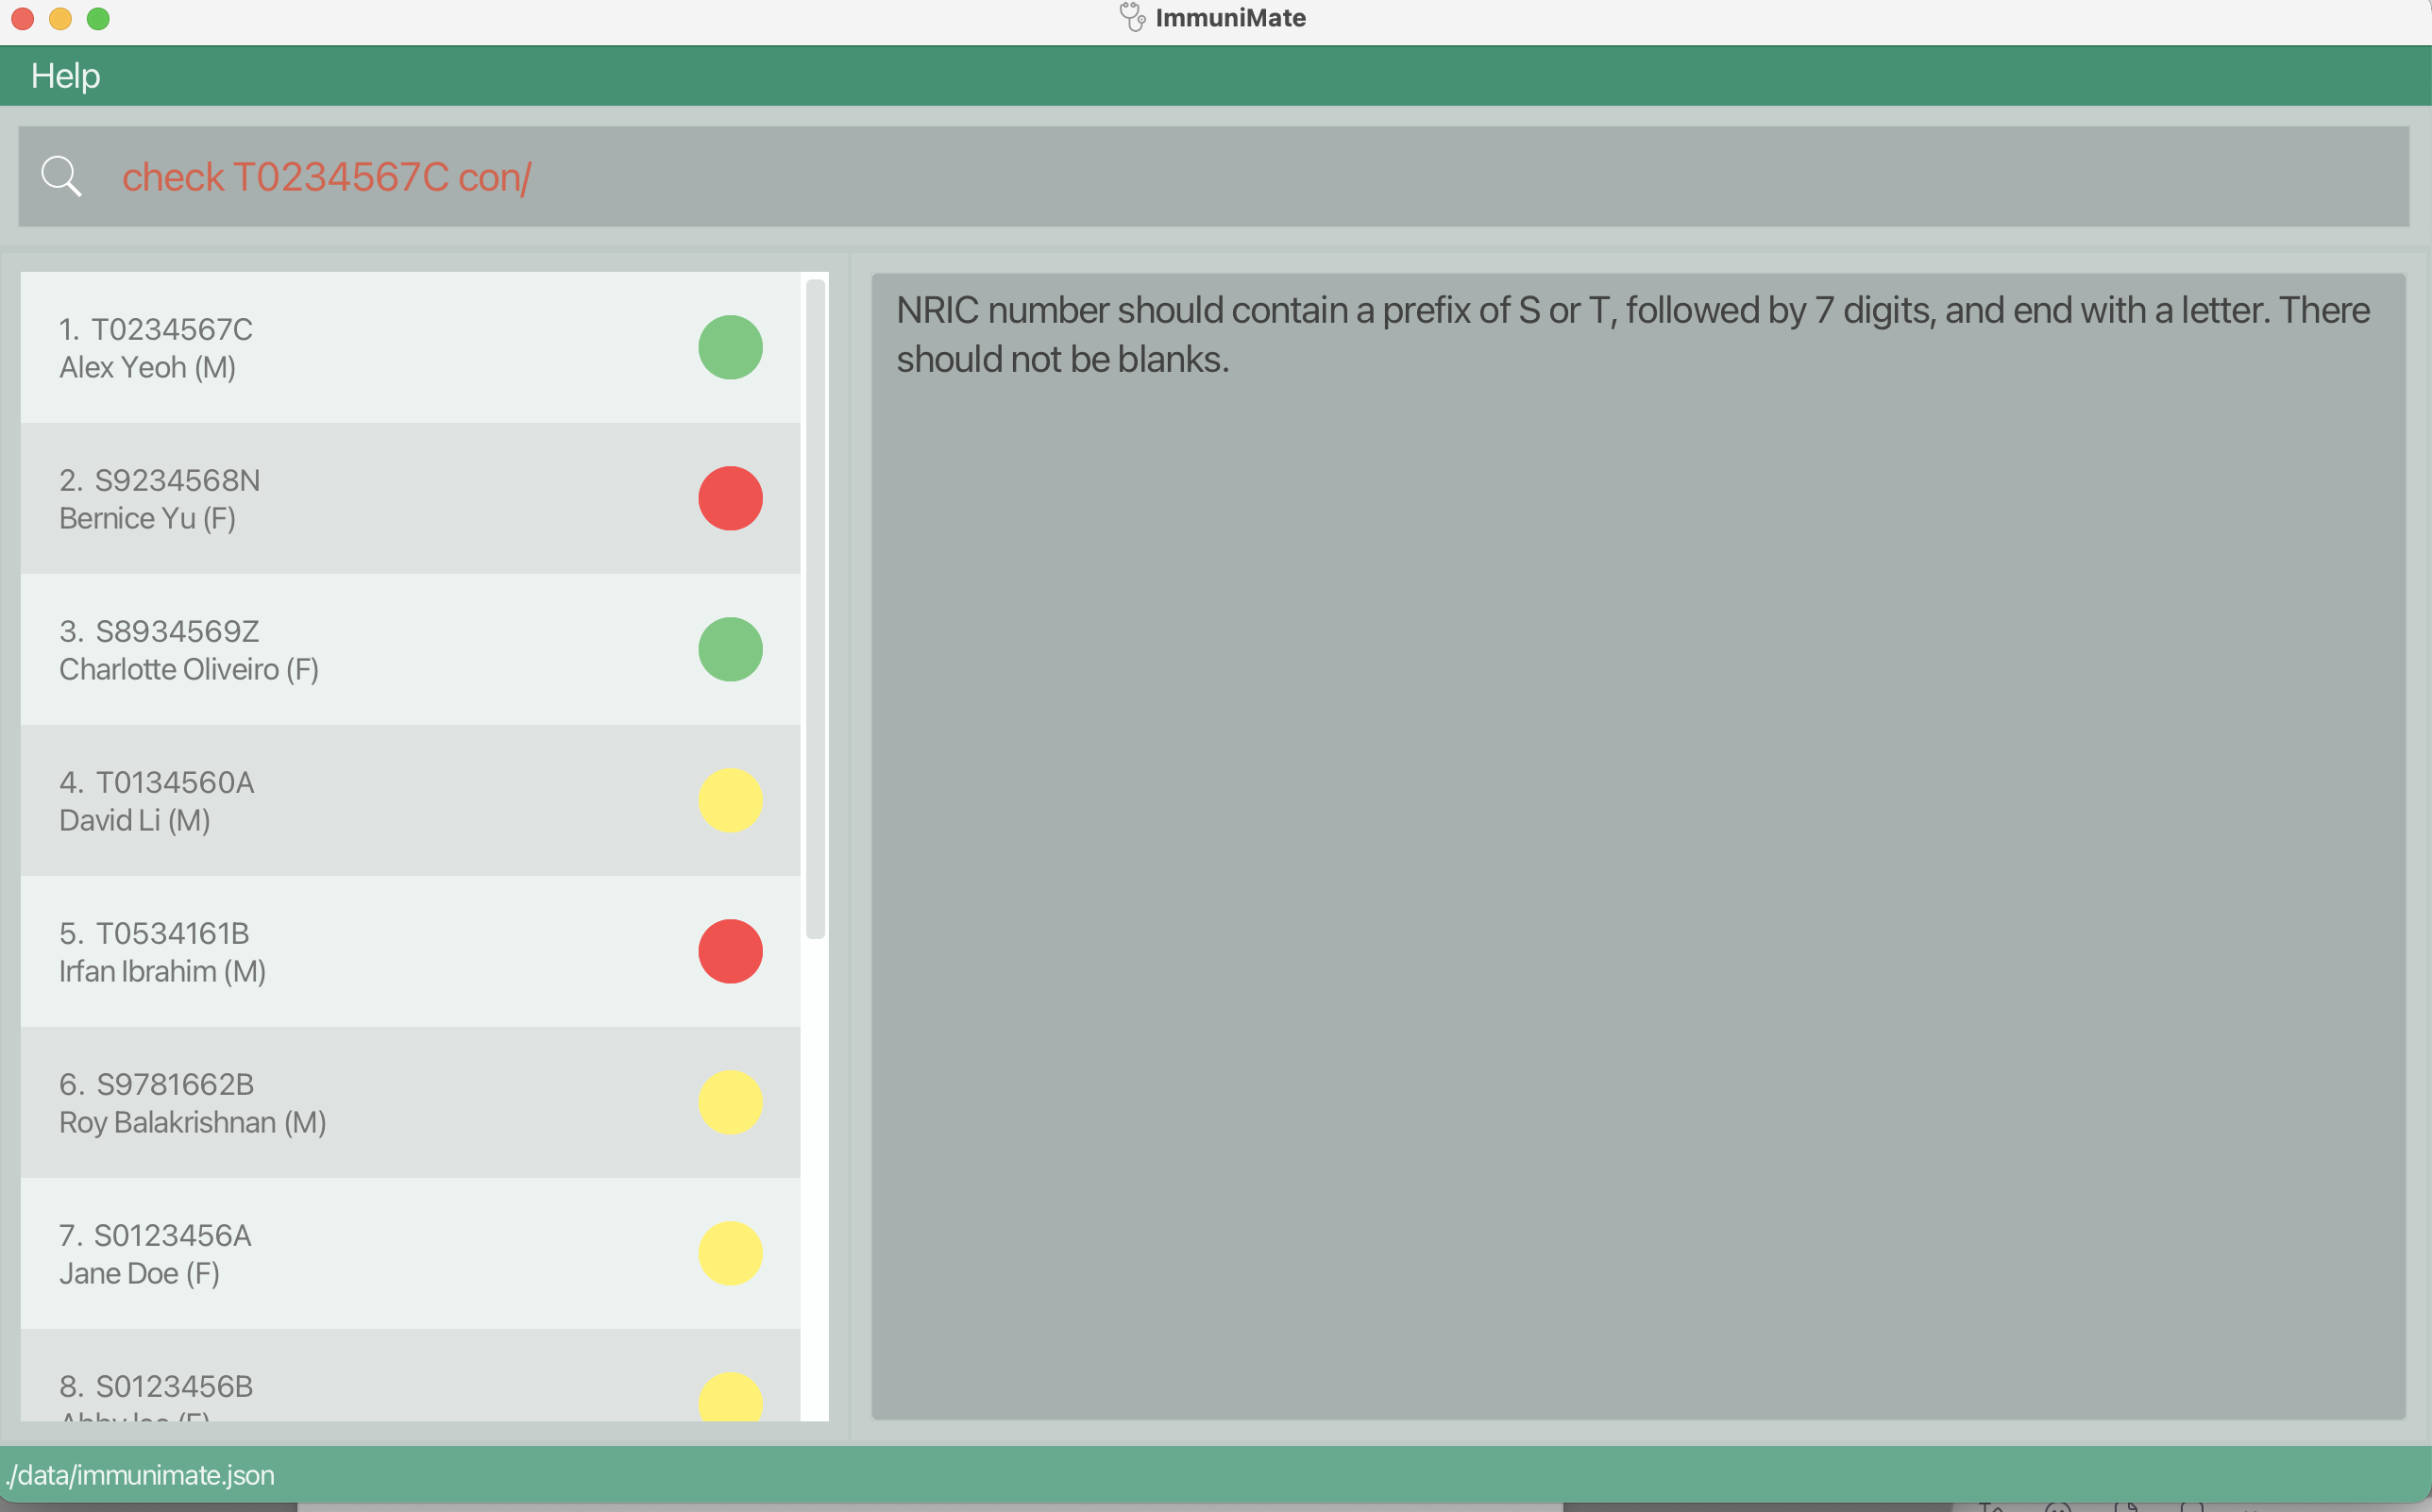 ImmuniMate
Help
check T0234567C con/
1. T0234567C
Alex Yeoh (M)
2. S9234568N
Bernice Yu (F)
3. S8934569Z
Charlotte Oliveiro (F)
4. T0134560A
David Li (M)
5. T0534161B
Irfan Ibrahim (M)
6. S9781662B
Roy Balakrishnan (M)
7. S0123456A
Jane Doe (F)
8. S0123456B
NRIC number should contain a prefix of S or T, followed by 7 digits, and end with a letter. There
should not be blanks.
./data/immunimate.json